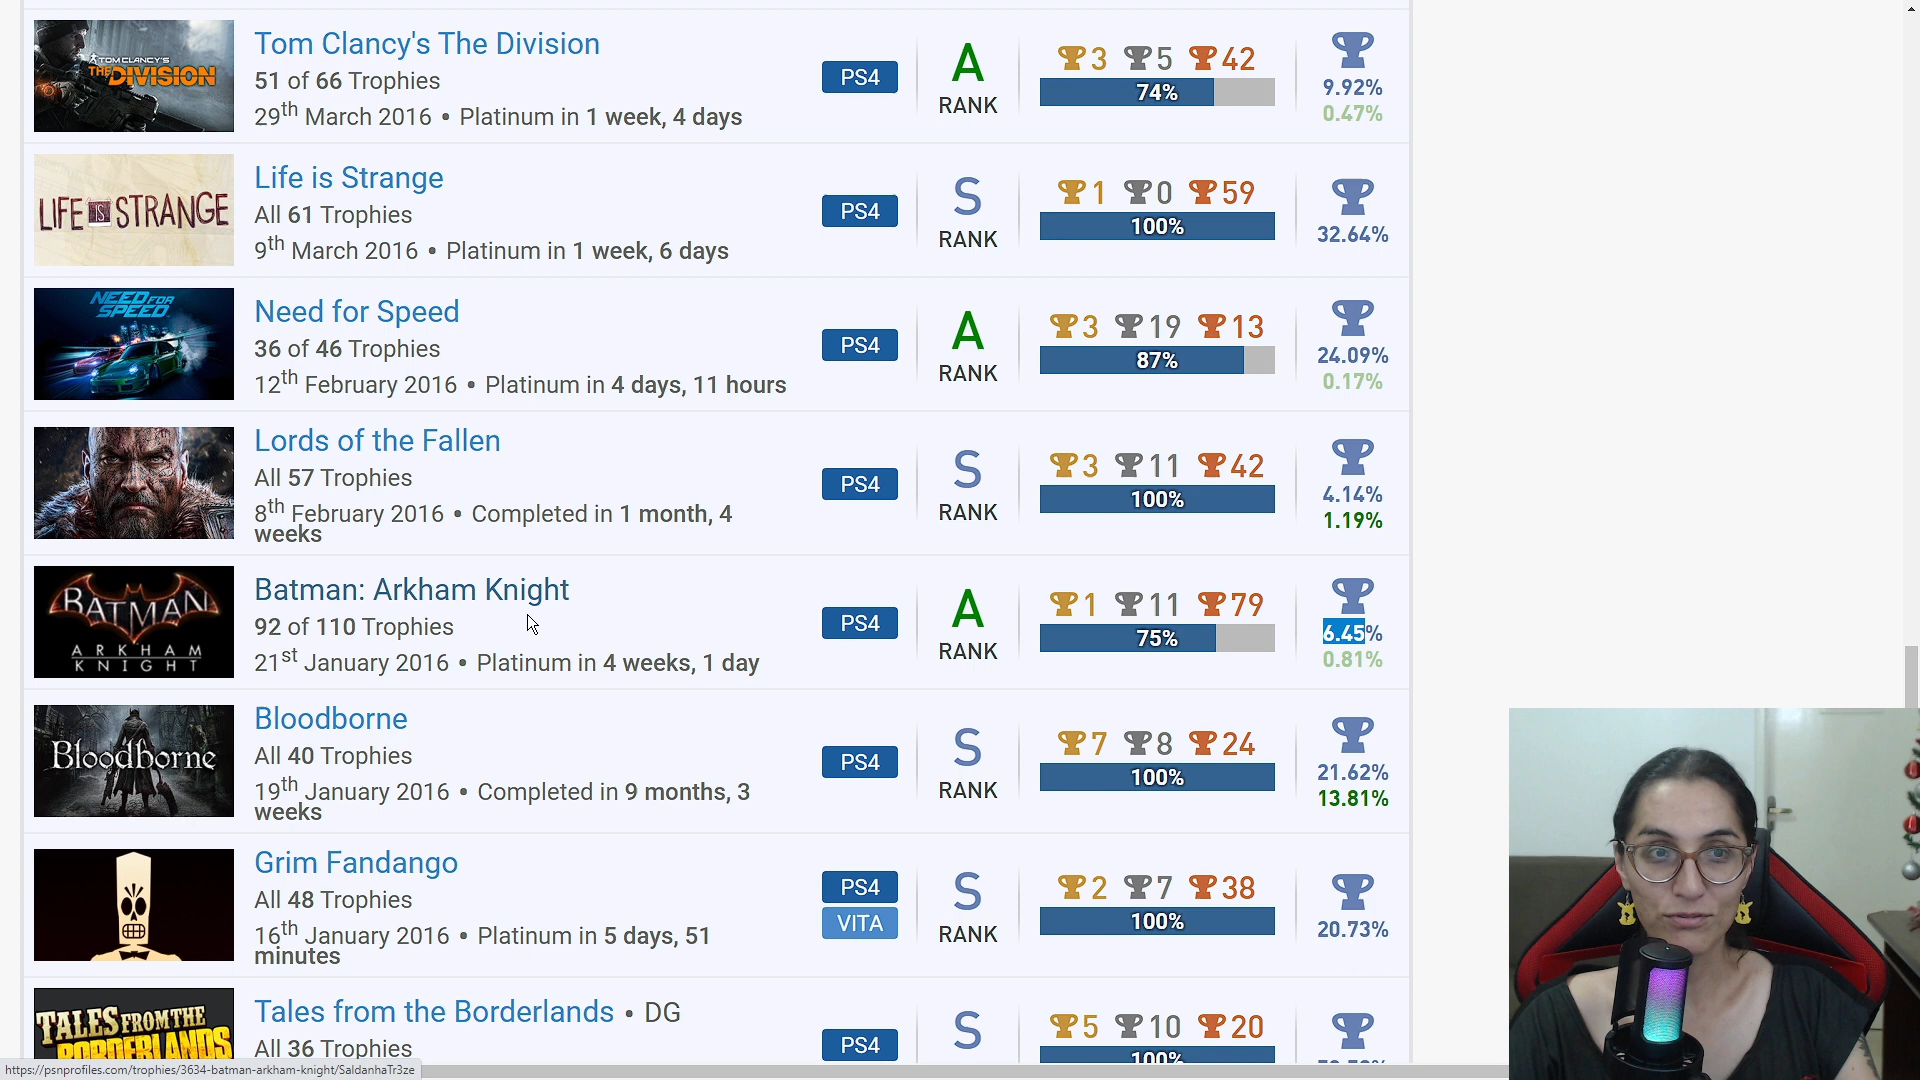 TOM CLANCY'S
THE DIVISION
Tom Clancy's The Division
51 of 66 Trophies
29th March 2016 • Platinum in 1 week, 4 days
PS4
A
RANK
3 5 42
74%
9.92%
0.47%
LIFE IS STRANGE
Life is Strange
All 61 Trophies
9th March 2016 • Platinum in 1 week, 6 days
PS4
S
RANK
1 0 59
100%
32.64%
NEED FOR
SPEED
Need for Speed
36 of 46 Trophies
12th February 2016 • Platinum in 4 days, 11 hours
PS4
A
RANK
3 19 13
87%
24.09%
0.17%
Lords of the Fallen
All 57 Trophies
8th February 2016 • Completed in 1 month, 4
weeks
PS4
S
RANK
3 11 42
100%
4.14%
1.19%
BATMAN
ARKHAM
KNIGHT
Batman: Arkham Knight
92 of 110 Trophies
21st January 2016 • Platinum in 4 weeks, 1 day
PS4
A
RANK
1 11 79
75%
6.45%
0.81%
Bloodborne
Bloodborne
All 40 Trophies
19th January 2016 • Completed in 9 months, 3
weeks
PS4
S
RANK
7 8 24
100%
21.62%
13.81%
Grim Fandango
All 48 Trophies
16th January 2016 • Platinum in 5 days, 51
minutes
PS4
VITA
S
RANK
2 7 38
100%
20.73%
TALES FROM THE
BORDERLANDS
Tales from the Borderlands • DG
All 36 Trophies
PS4
S
5 10 20
100%
https://psnprofiles.com/trophies/3634-batman-arkham-knight/SaldanhaTr3ze